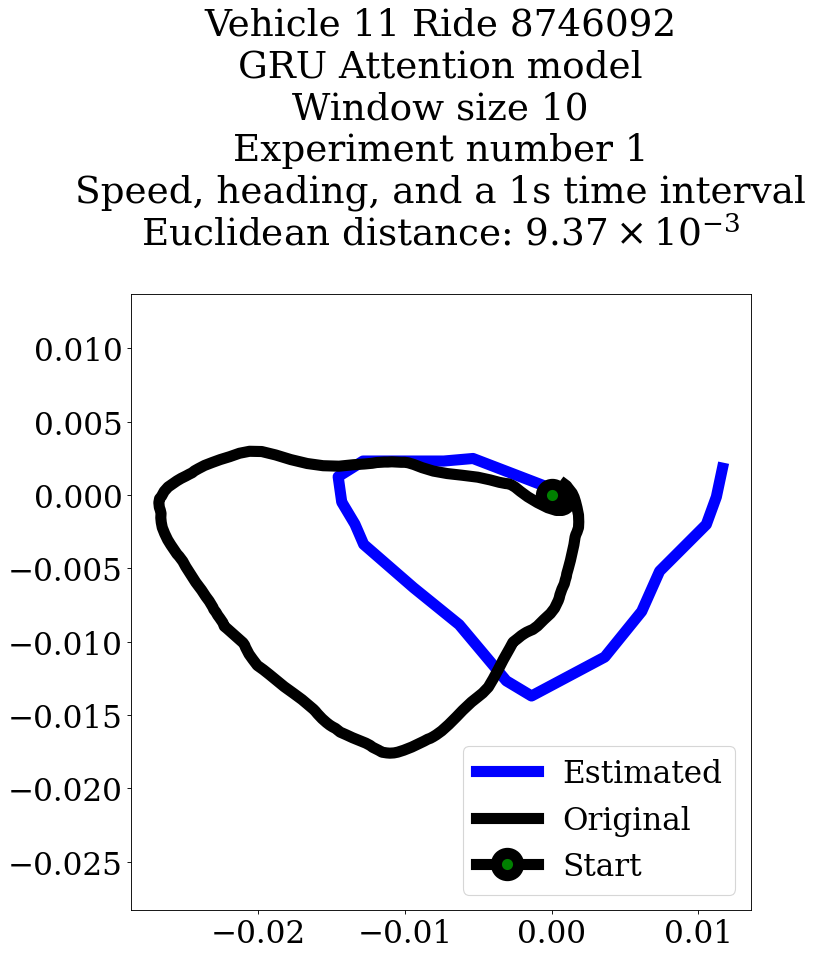 Vehicle 11 Ride 8746092
GRU Attention model
Window size 10
Experiment number 1
Speed, heading, and a 1s time interval
Euclidean distance: 9.37 × 10⁻³
0.010
0.005
0.000
−0.005
−0.010
−0.015
−0.020
−0.025
Estimated
Original
Start
−0.02
−0.01
0.00
0.01